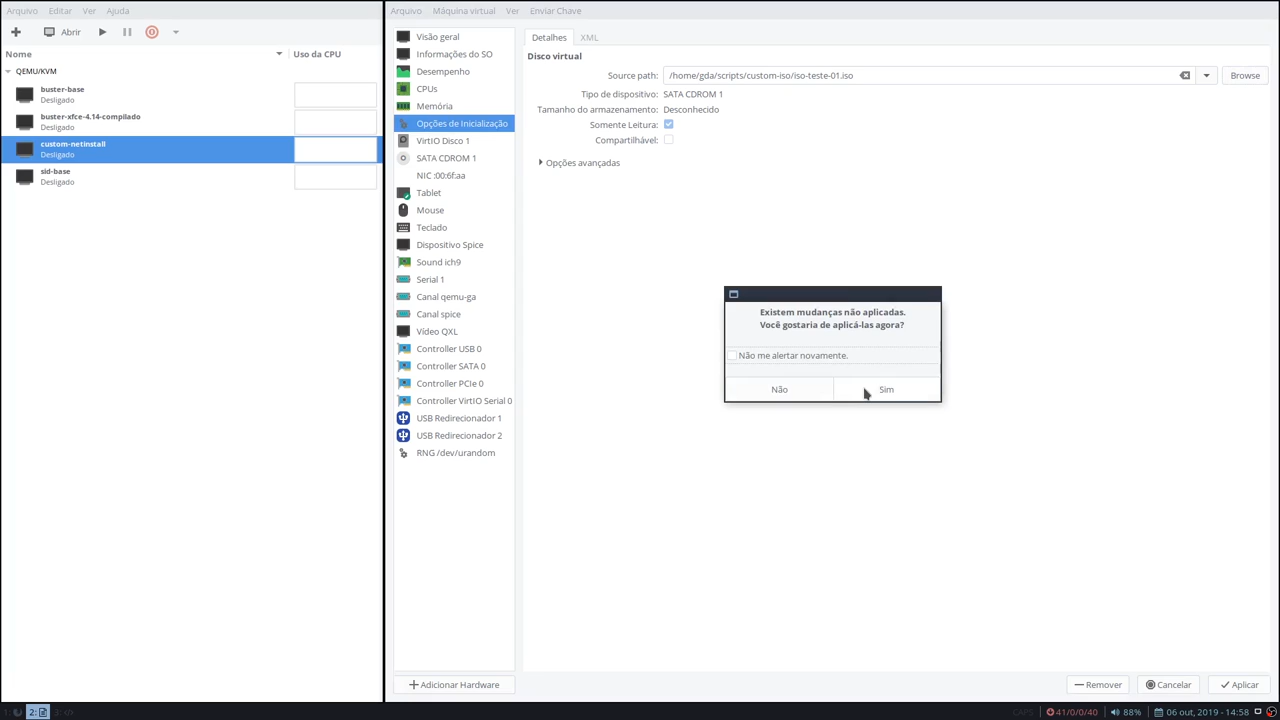 Arquivo Editar Ver Ajuda
Abrir
Nome Uso da CPU
QEMU/KVM
buster-base
Desligado
buster-xfce-4.14-compilado
Desligado
custom-netinstall
Desligado
sid-base
Desligado
Arquivo Máquina virtual Ver Enviar Chave
Visão geral
Informações do SO
Desempenho
CPUs
Memória
Opções de Inicialização
VirtIO Disco 1
SATA CDROM 1
NIC :00:6f:aa
Tablet
Mouse
Teclado
Dispositivo Spice
Sound ich9
Serial 1
Canal qemu-ga
Canal spice
Vídeo QXL
Controller USB 0
Controller SATA 0
Controller PCIe 0
Controller VirtIO Serial 0
USB Redirecionador 1
USB Redirecionador 2
RNG /dev/urandom
Adicionar Hardware
Detalhes XML
Disco virtual
Source path: /home/gda/scripts/custom-iso/iso-teste-01.iso Browse
Tipo de dispositivo: SATA CDROM 1
Tamanho do armazenamento: Desconhecido
Somente Leitura:
Compartilhável:
Opções avançadas
Existem mudanças não aplicadas.
Você gostaria de aplicá-las agora?
Não me alertar novamente.
Não Sim
Remover Cancelar Aplicar
1: 2: 3: </> CAPS 41/0/0/40 88% 06 out, 2019 - 14:58